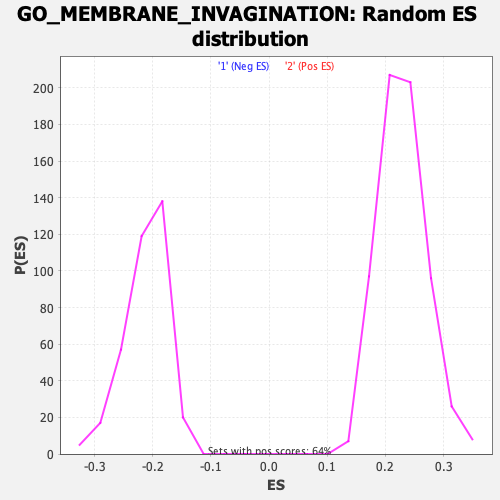 GO_MEMBRANE_INVAGINATION: Random ES
distribution
'1' (Neg ES) '2' (Pos ES)
200
180
160
140
120
100
80
60
40
20
0
P(ES)
Sets with pos scores: 64%
-0.3 -0.2 -0.1 0.0 0.1 0.2 0.3
ES